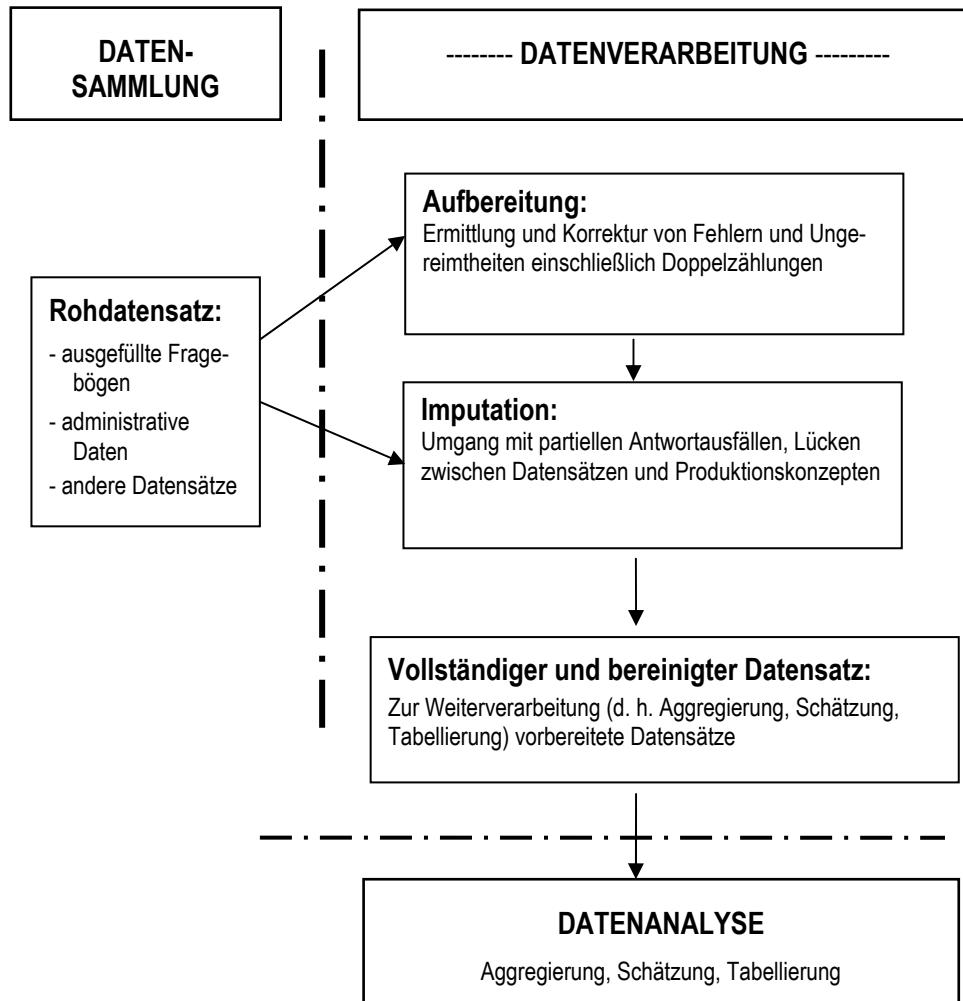 DATEN-
SAMMLUNG
-------- DATENVERARBEITUNG ---------
Rohdatensatz:
- ausgefüllte Frage-
bögen
- administrative
Daten
- andere Datensätze
Aufbereitung:
Ermittlung und Korrektur von Fehlern und Unge-
reimtheiten einschließlich Doppelzählungen
Imputation:
Umgang mit partiellen Antwortausfällen, Lücken
zwischen Datensätzen und Produktionskonzepten
Vollständiger und bereinigter Datensatz:
Zur Weiterverarbeitung (d. h. Aggregierung, Schätzung,
Tabellierung) vorbereitete Datensätze
DATENANALYSE
Aggregierung, Schätzung, Tabellierung